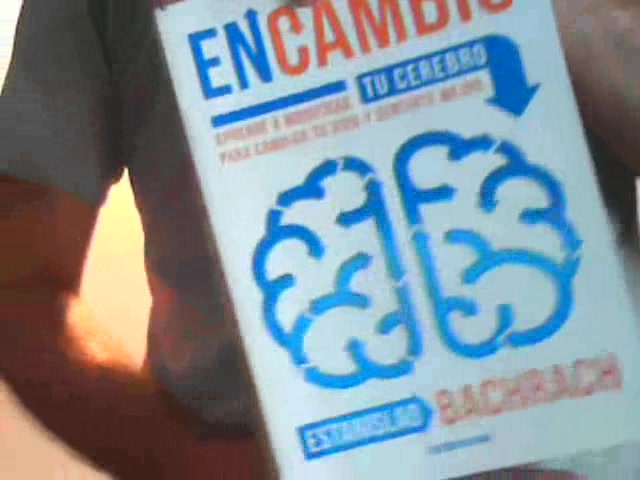 ENCAMBIO
APRENDE A MODIFICAR TU CEREBRO
PARA CAMBIAR TU VIDA Y SENTIRTE MEJOR
ESTANISLAO BACHRACH